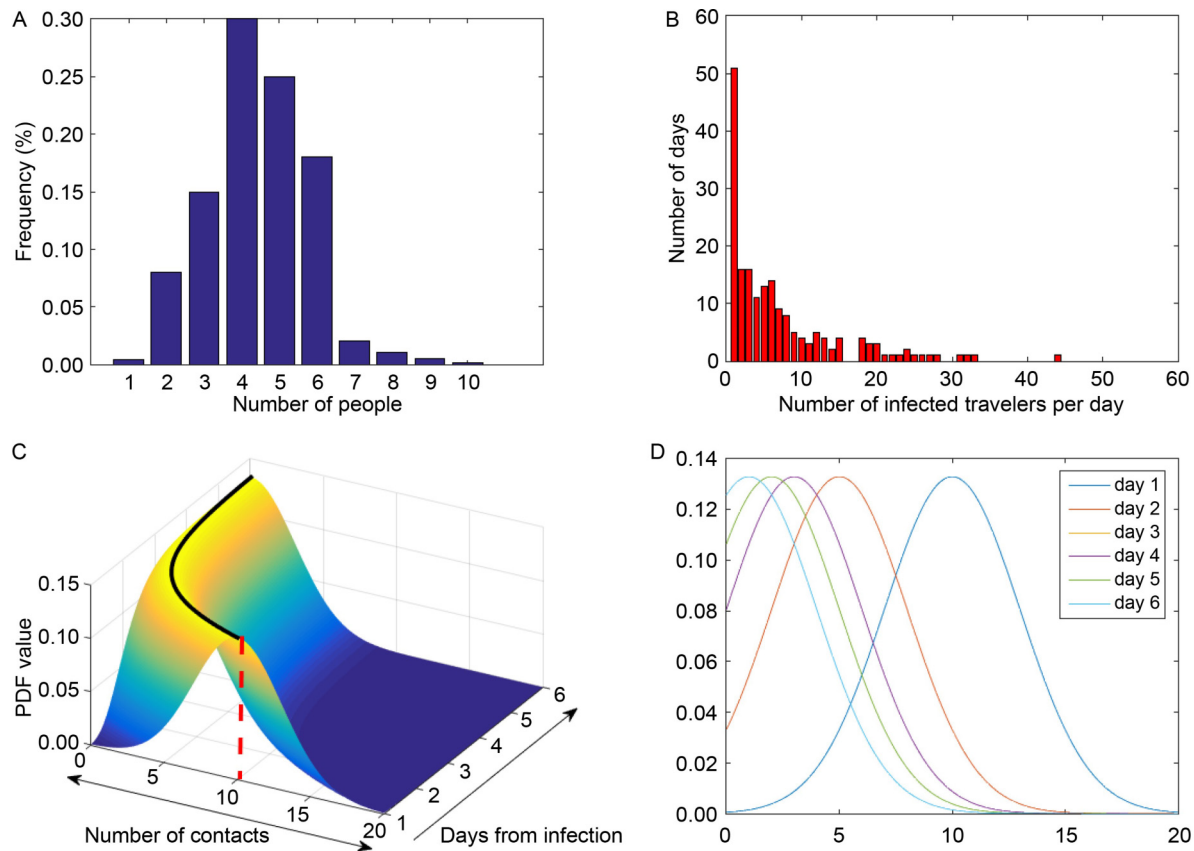 A
Frequency (%)
0.30
0.25
0.20
0.15
0.10
0.05
0.00
1 2 3 4 5 6 7 8 9 10
Number of people
B
Number of days
60
50
40
30
20
10
0
0 10 20 30 40 50 60
Number of infected travelers per day
C
PDF value
0.15
0.10
0.05
0.00
0 5 10 15 20
Number of contacts
1 2 3 4 5 6
Days from infection
D
0.14
0.12
0.10
0.08
0.06
0.04
0.02
0.00
0 5 10 15 20
day 1
day 2
day 3
day 4
day 5
day 6